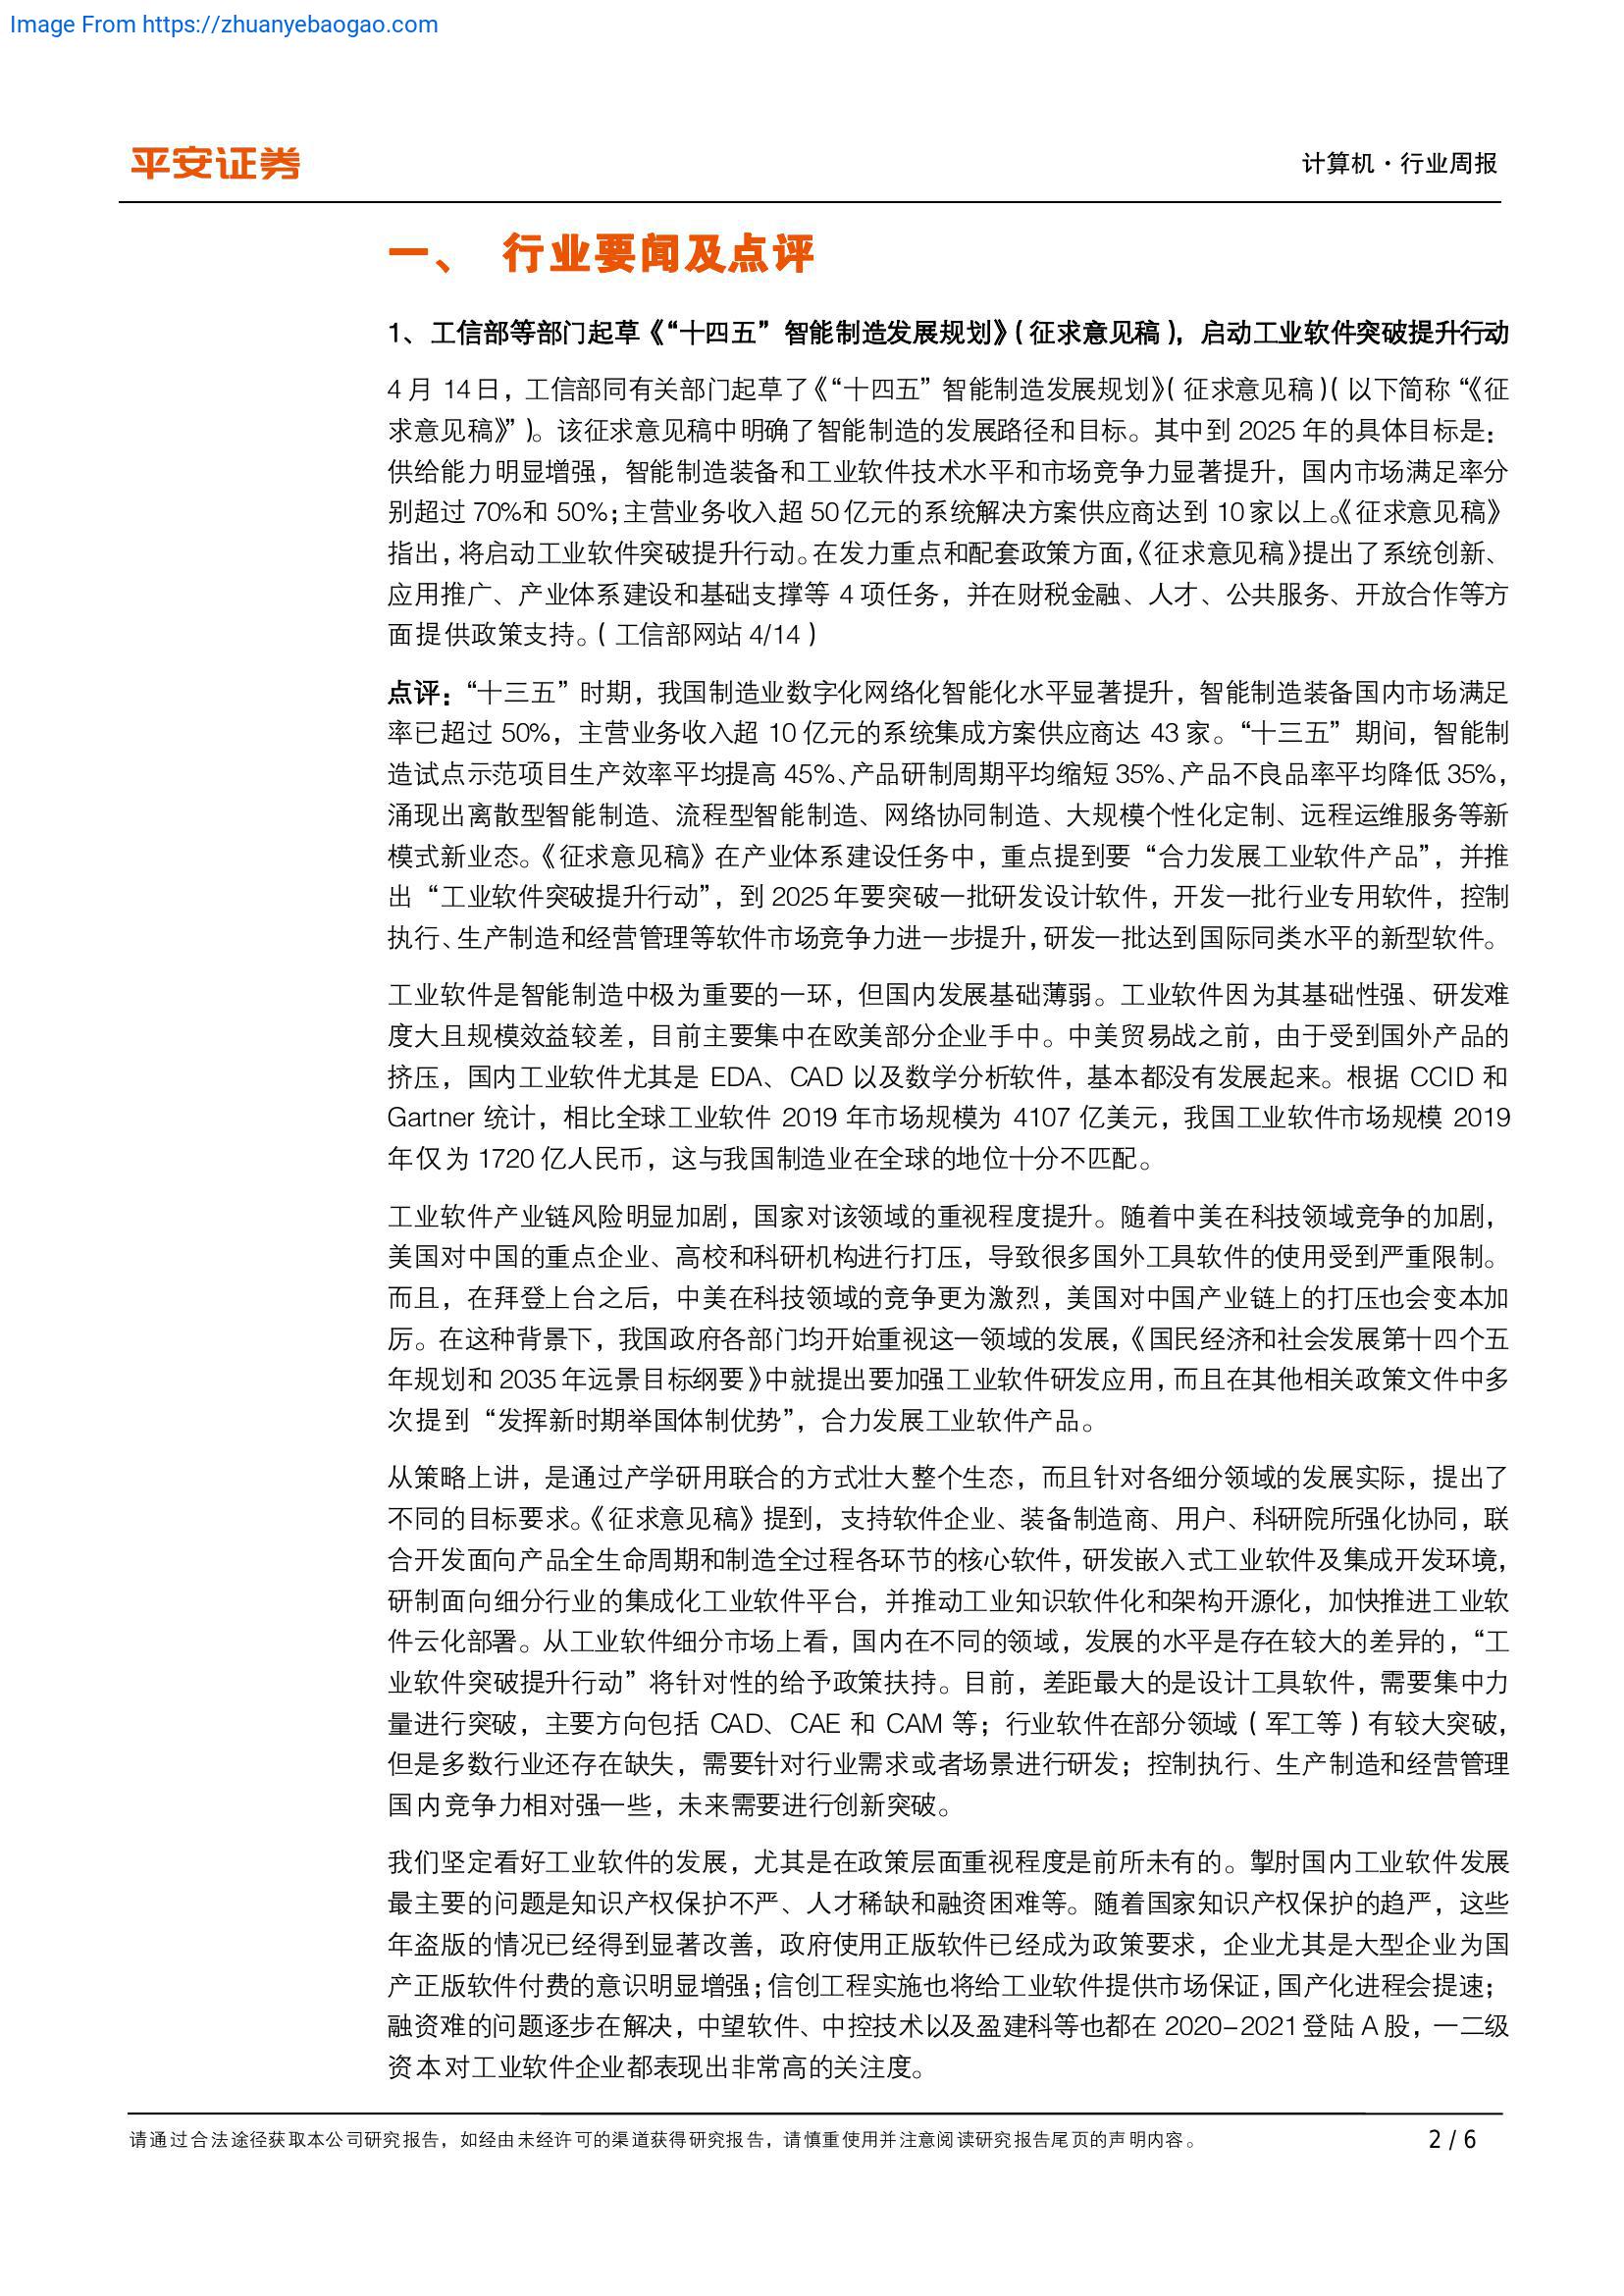 Image From https://zhuanyebaogao.com
平安证券
计算机·行业周报
一、 行业要闻及点评
1、工信部等部门起草《“十四五”智能制造发展规划》(征求意见稿)，启动工业软件突破提升行动
4 月 14日，工信部同有关部门起草了《“十四五”智能制造发展规划》(征求意见稿)(以下简称“《征
求意见稿》”)。该征求意见稿中明确了智能制造的发展路径和目标。其中到 2025 年的具体目标是：
供给能力明显增强，智能制造装备和工业软件技术水平和市场竞争力显著提升，国内市场满足率分
别超过 70%和 50%；主营业务收入超 50亿元的系统解决方案供应商达到 10家以上。《征求意见稿》
指出，将启动工业软件突破提升行动。在发力重点和配套政策方面，《征求意见稿》提出了系统创新、
应用推广、产业体系建设和基础支撑等 4 项任务，并在财税金融、人才、公共服务、开放合作等方
面提供政策支持。(工信部网站 4/14)
点评：“十三五”时期，我国制造业数字化网络化智能化水平显著提升，智能制造装备国内市场满足
率已超过 50%，主营业务收入超 10 亿元的系统集成方案供应商达 43 家。“十三五”期间，智能制
造试点示范项目生产效率平均提高 45%、产品研制周期平均缩短 35%、产品不良品率平均降低 35%，
涌现出离散型智能制造、流程型智能制造、网络协同制造、大规模个性化定制、远程运维服务等新
模式新业态。《征求意见稿》在产业体系建设任务中，重点提到要“合力发展工业软件产品”，并推
出“工业软件突破提升行动”，到 2025年要突破一批研发设计软件，开发一批行业专用软件，控制
执行、生产制造和经营管理等软件市场竞争力进一步提升，研发一批达到国际同类水平的新型软件。
工业软件是智能制造中极为重要的一环，但国内发展基础薄弱。工业软件因为其基础性强、研发难
度大且规模效益较差，目前主要集中在欧美部分企业手中。中美贸易战之前，由于受到国外产品的
挤压，国内工业软件尤其是 EDA、CAD 以及数学分析软件，基本都没有发展起来。根据 CCID 和
Gartner 统计，相比全球工业软件 2019 年市场规模为 4107 亿美元，我国工业软件市场规模 2019
年仅为 1720 亿人民币，这与我国制造业在全球的地位十分不匹配。
工业软件产业链风险明显加剧，国家对该领域的重视程度提升。随着中美在科技领域竞争的加剧，
美国对中国的重点企业、高校和科研机构进行打压，导致很多国外工具软件的使用受到严重限制。
而且，在拜登上台之后，中美在科技领域的竞争更为激烈，美国对中国产业链上的打压也会变本加
厉。在这种背景下，我国政府各部门均开始重视这一领域的发展，《国民经济和社会发展第十四个五
年规划和 2035年远景目标纲要》中就提出要加强工业软件研发应用，而且在其他相关政策文件中多
次提到“发挥新时期举国体制优势”，合力发展工业软件产品。
从策略上讲，是通过产学研用联合的方式壮大整个生态，而且针对各细分领域的发展实际，提出了
不同的目标要求。《征求意见稿》提到，支持软件企业、装备制造商、用户、科研院所强化协同，联
合开发面向产品全生命周期和制造全过程各环节的核心软件，研发嵌入式工业软件及集成开发环境，
研制面向细分行业的集成化工业软件平台，并推动工业知识软件化和架构开源化，加快推进工业软
件云化部署。从工业软件细分市场上看，国内在不同的领域，发展的水平是存在较大的差异的，“工
业软件突破提升行动”将针对性的给予政策扶持。目前，差距最大的是设计工具软件，需要集中力
量进行突破，主要方向包括 CAD、CAE 和 CAM 等；行业软件在部分领域(军工等)有较大突破，
但是多数行业还存在缺失，需要针对行业需求或者场景进行研发；控制执行、生产制造和经营管理
国内竞争力相对强一些，未来需要进行创新突破。
我们坚定看好工业软件的发展，尤其是在政策层面重视程度是前所未有的。掣肘国内工业软件发展
最主要的问题是知识产权保护不严、人才稀缺和融资困难等。随着国家知识产权保护的趋严，这些
年盗版的情况已经得到显著改善，政府使用正版软件已经成为政策要求，企业尤其是大型企业为国
产正版软件付费的意识明显增强；信创工程实施也将给工业软件提供市场保证，国产化进程会提速；
融资难的问题逐步在解决，中望软件、中控技术以及盈建科等也都在 2020-2021登陆 A股，一二级
资本对工业软件企业都表现出非常高的关注度。
请通过合法途径获取本公司研究报告，如经由未经许可的渠道获得研究报告，请慎重使用并注意阅读研究报告尾页的声明内容。
2 / 6